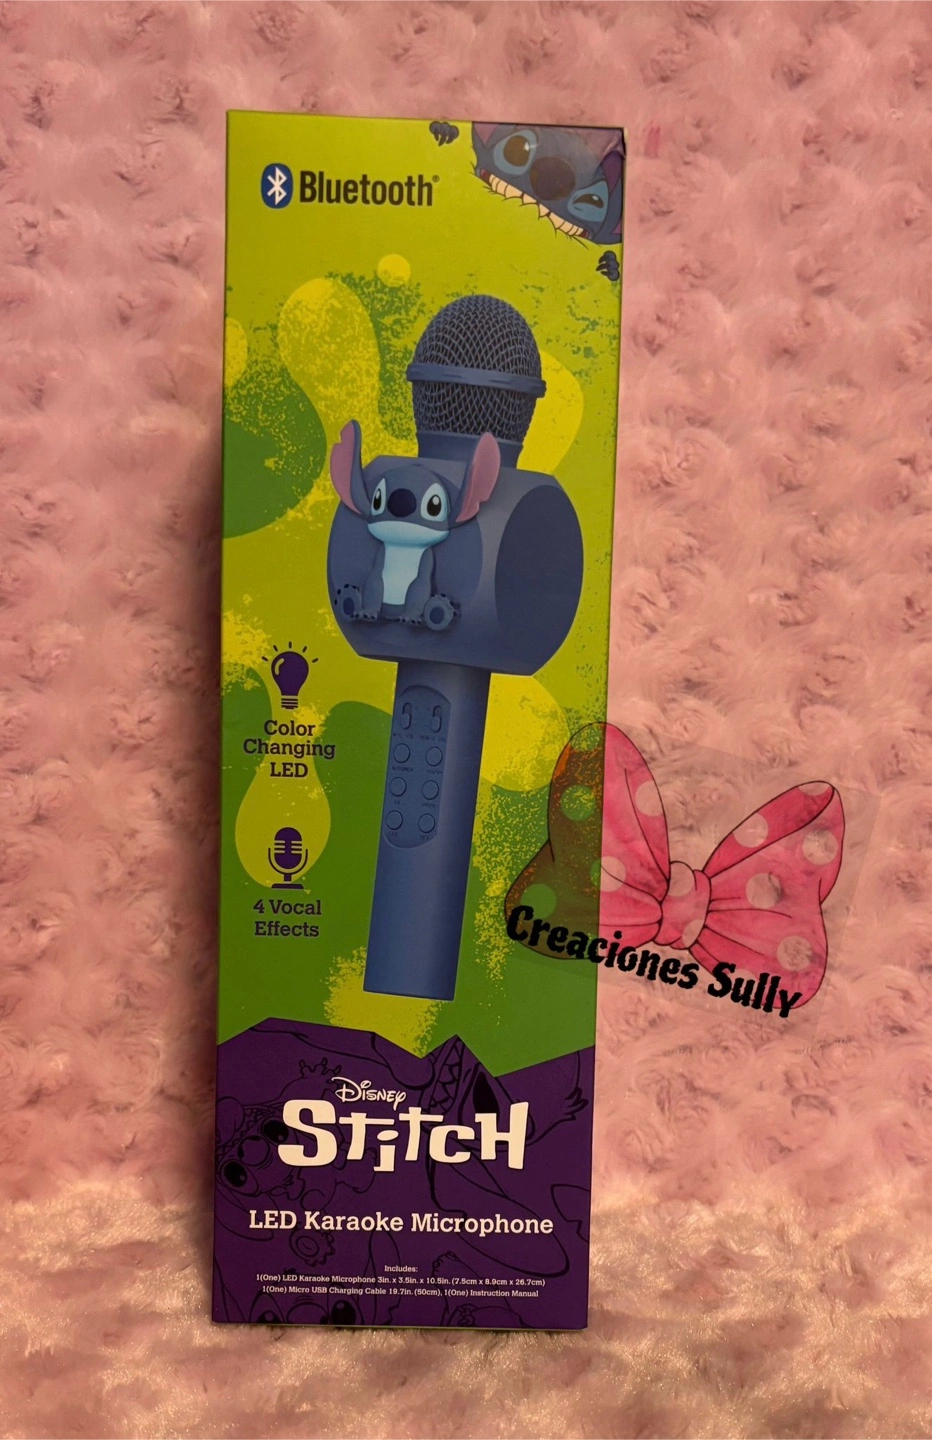 Bluetooth®
Color
Changing
LED
4 Vocal
Effects
Creaciones Sully
Disney
Stitch
LED Karaoke Microphone
Includes:
1(One) LED Karaoke Microphone 3in. x 3.5in. x 10.5in. (7.5cm x 8.9cm x 26.7cm)
1(One) Micro USB Charging Cable 19.7in. (50cm), 1(One) Instruction Manual